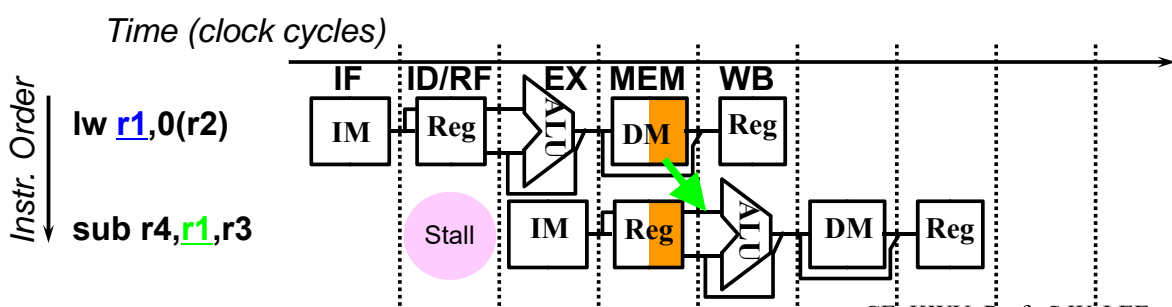 Time (clock cycles)
Instr. Order
IF ID/RF EX MEM WB
lw r1,0(r2)
IM Reg ALU DM Reg
sub r4,r1,r3
Stall IM Reg ALU DM Reg